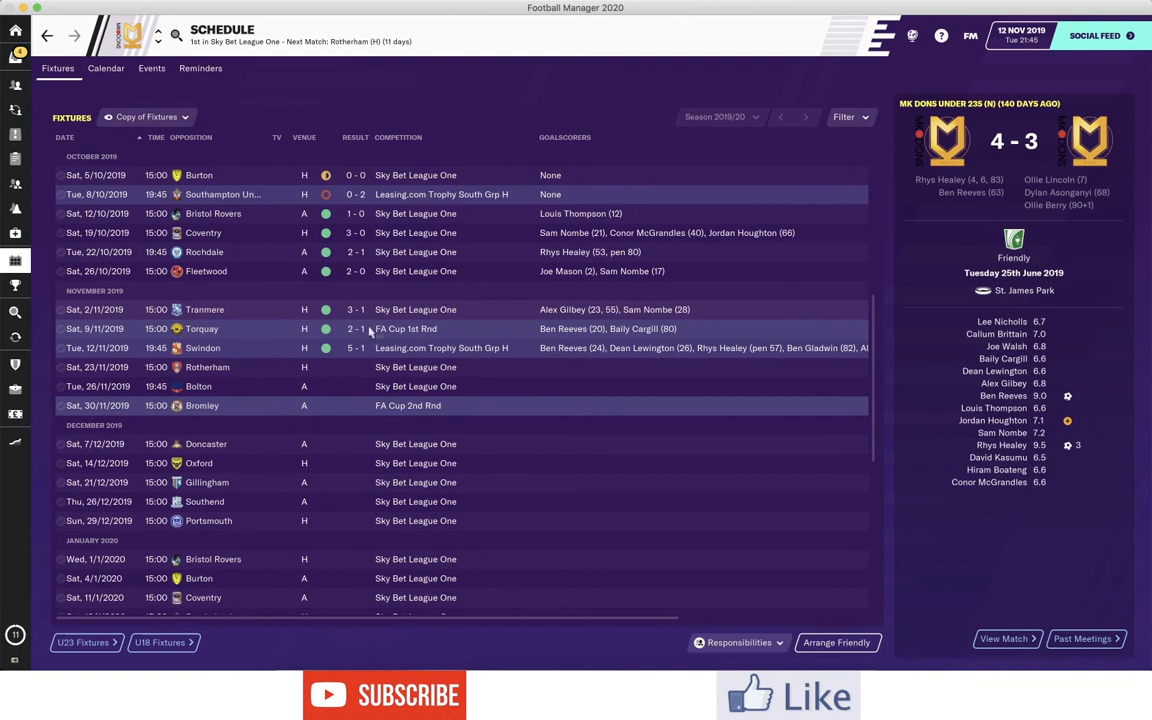 Football Manager 2020
SCHEDULE
1st in Sky Bet League One - Next Match: Rotherham (H) (11 days)
FM
12 NOV 2019
Tue 21:45
SOCIAL FEED
4
Fixtures Calendar Events Reminders
FIXTURES Copy of Fixtures Season 2019/20 Filter
DATE TIME OPPOSITION TV VENUE RESULT COMPETITION GOALSCORERS
OCTOBER 2019
Sat, 5/10/2019 15:00 Burton H 0 - 0 Sky Bet League One None
Tue, 8/10/2019 19:45 Southampton Un... H 0 - 2 Leasing.com Trophy South Grp H None
Sat, 12/10/2019 15:00 Bristol Rovers A 1 - 0 Sky Bet League One Louis Thompson (12)
Sat, 19/10/2019 15:00 Coventry H 3 - 0 Sky Bet League One Sam Nombe (21), Conor McGrandles (40), Jordan Houghton (66)
Tue, 22/10/2019 19:45 Rochdale A 2 - 1 Sky Bet League One Rhys Healey (53, pen 80)
Sat, 26/10/2019 15:00 Fleetwood A 2 - 0 Sky Bet League One Joe Mason (2), Sam Nombe (17)
NOVEMBER 2019
Sat, 2/11/2019 15:00 Tranmere H 3 - 1 Sky Bet League One Alex Gilbey (23, 55), Sam Nombe (28)
Sat, 9/11/2019 15:00 Torquay H 2 - 1 FA Cup 1st Rnd Ben Reeves (20), Baily Cargill (80)
Tue, 12/11/2019 19:45 Swindon H 5 - 1 Leasing.com Trophy South Grp H Ben Reeves (24), Dean Lewington (26), Rhys Healey (pen 57), Ben Gladwin (82), Al
Sat, 23/11/2019 15:00 Rotherham H Sky Bet League One
Tue, 26/11/2019 19:45 Bolton A Sky Bet League One
Sat, 30/11/2019 15:00 Bromley A FA Cup 2nd Rnd
DECEMBER 2019
Sat, 7/12/2019 15:00 Doncaster A Sky Bet League One
Sat, 14/12/2019 15:00 Oxford H Sky Bet League One
Sat, 21/12/2019 15:00 Gillingham A Sky Bet League One
Thu, 26/12/2019 15:00 Southend A Sky Bet League One
Sun, 29/12/2019 15:00 Portsmouth H Sky Bet League One
JANUARY 2020
Wed, 1/1/2020 15:00 Bristol Rovers H Sky Bet League One
Sat, 4/1/2020 15:00 Burton A Sky Bet League One
Sat, 11/1/2020 15:00 Coventry A Sky Bet League One
U23 Fixtures U18 Fixtures Responsibilities Arrange Friendly
11
MK DONS UNDER 23S (N) (140 DAYS AGO)
4 - 3
Rhys Healey (4, 6, 83) Ollie Lincoln (7)
Ben Reeves (63) Dylan Asonganyi (68)
Ollie Berry (90+1)
Friendly
Tuesday 25th June 2019
St. James Park
Lee Nicholls 6.7
Callum Brittain 7.0
Joe Walsh 6.8
Baily Cargill 6.6
Dean Lewington 6.6
Alex Gilbey 6.8
Ben Reeves 9.0
Louis Thompson 6.6
Jordan Houghton 7.1
Sam Nombe 7.2
Rhys Healey 9.5 3
David Kasumu 6.5
Hiram Boateng 6.6
Conor McGrandles 6.6
View Match Past Meetings
SUBSCRIBE
Like